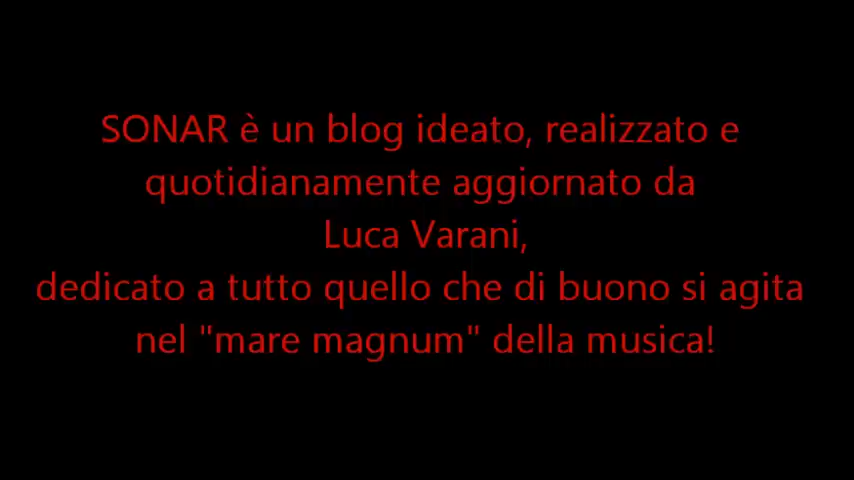 SONAR è un blog ideato, realizzato e
quotidianamente aggiornato da
Luca Varani,
dedicato a tutto quello che di buono si agita
nel "mare magnum" della musica!